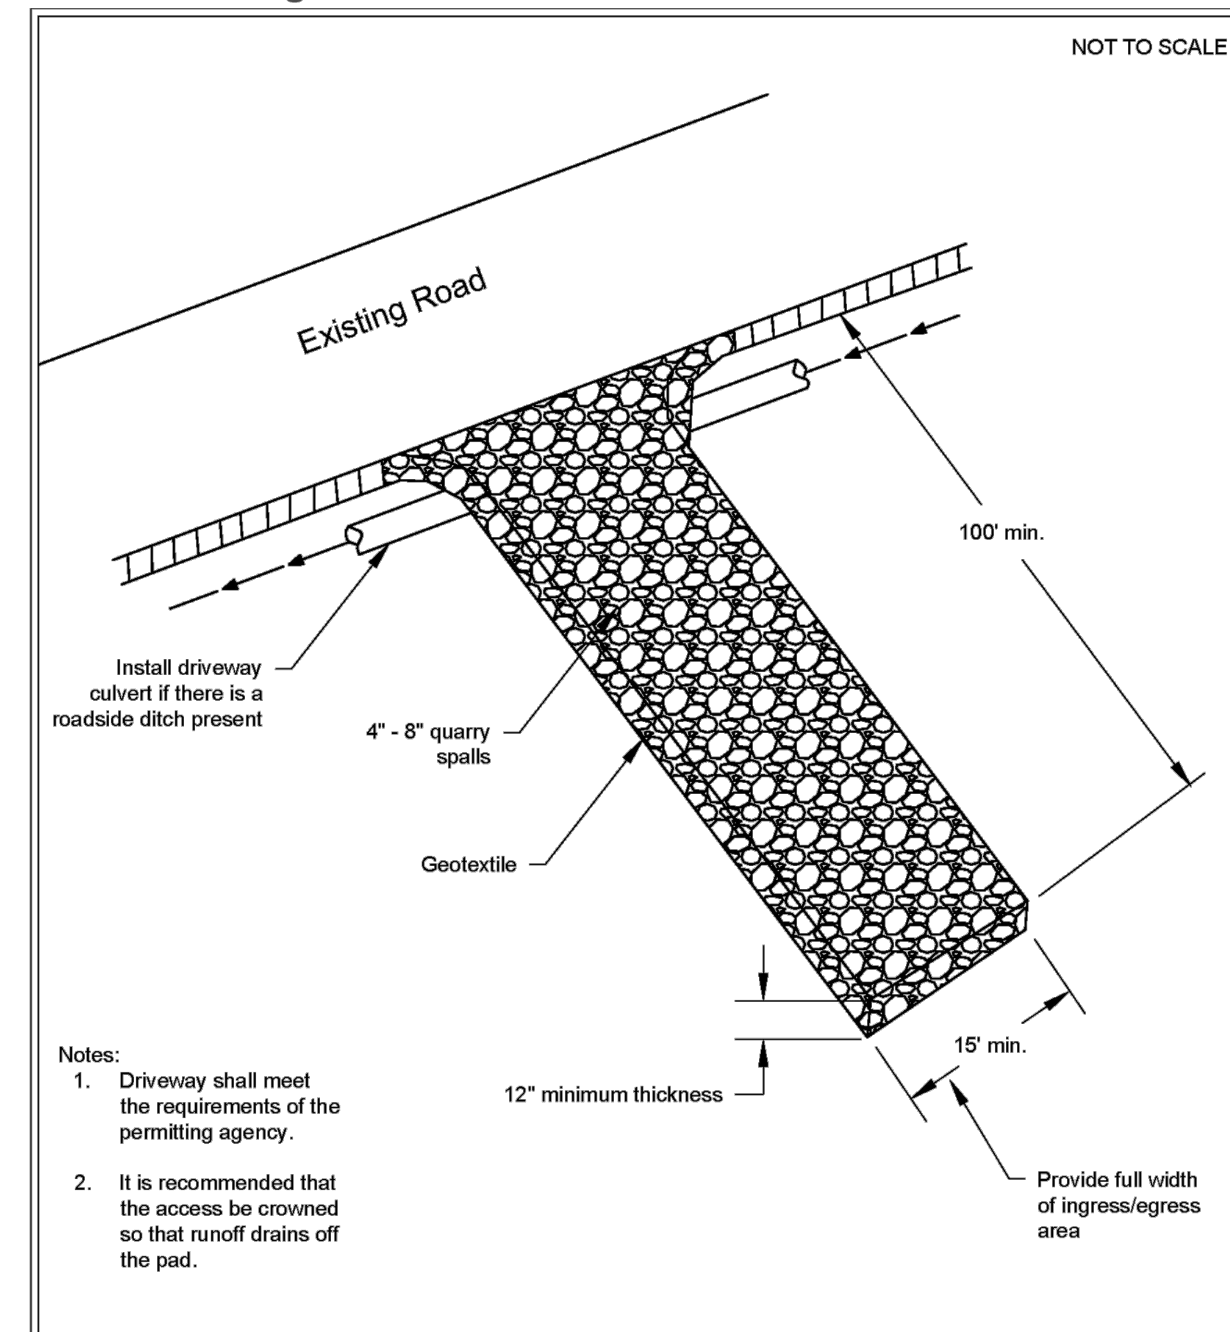 NOT TO SCALE
Existing Road
100' min.
Install driveway
culvert if there is a
roadside ditch present
4" - 8" quarry
spalls
Geotextile
15' min.
12" minimum thickness
Provide full width
of ingress/egress
area
Notes:
1. Driveway shall meet
the requirements of the
permitting agency.
2. It is recommended that
the access be crowned
so that runoff drains off
the pad.